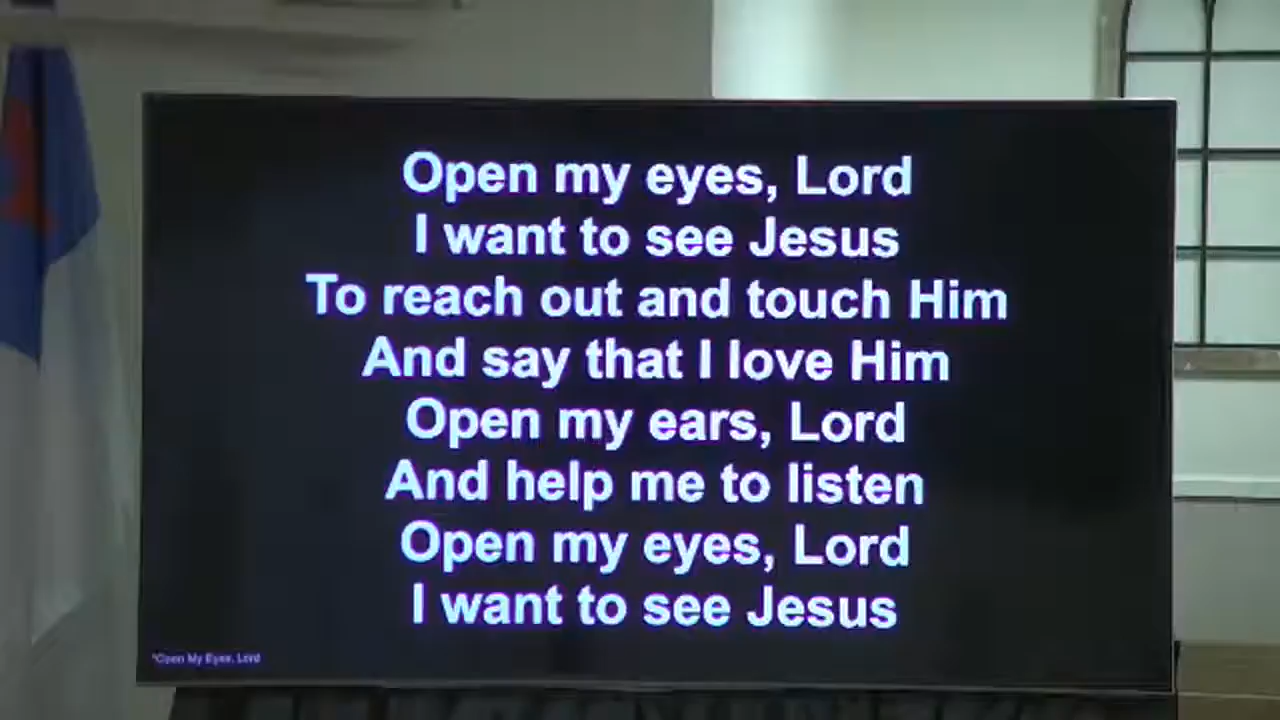 Open my eyes, Lord
I want to see Jesus
To reach out and touch Him
And say that I love Him
Open my ears, Lord
And help me to listen
Open my eyes, Lord
I want to see Jesus
"Open My Eyes, Lord